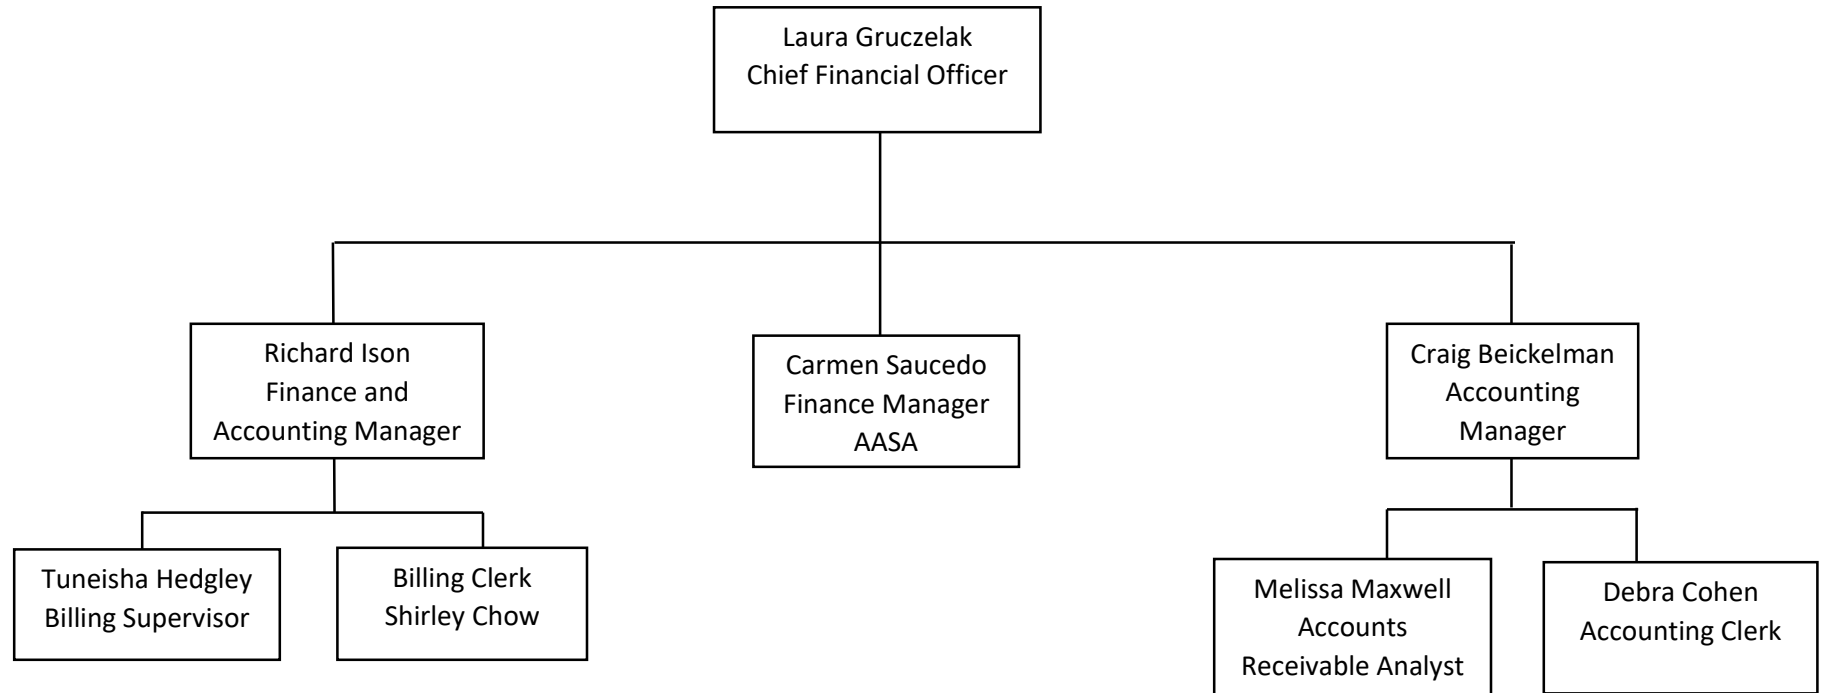 Laura Gruczelak
Chief Financial Officer
Richard Ison
Finance and
Accounting Manager
Carmen Saucedo
Finance Manager
AASA
Craig Beickelman
Accounting
Manager
Tuneisha Hedgley
Billing Supervisor
Billing Clerk
Shirley Chow
Melissa Maxwell
Accounts
Receivable Analyst
Debra Cohen
Accounting Clerk